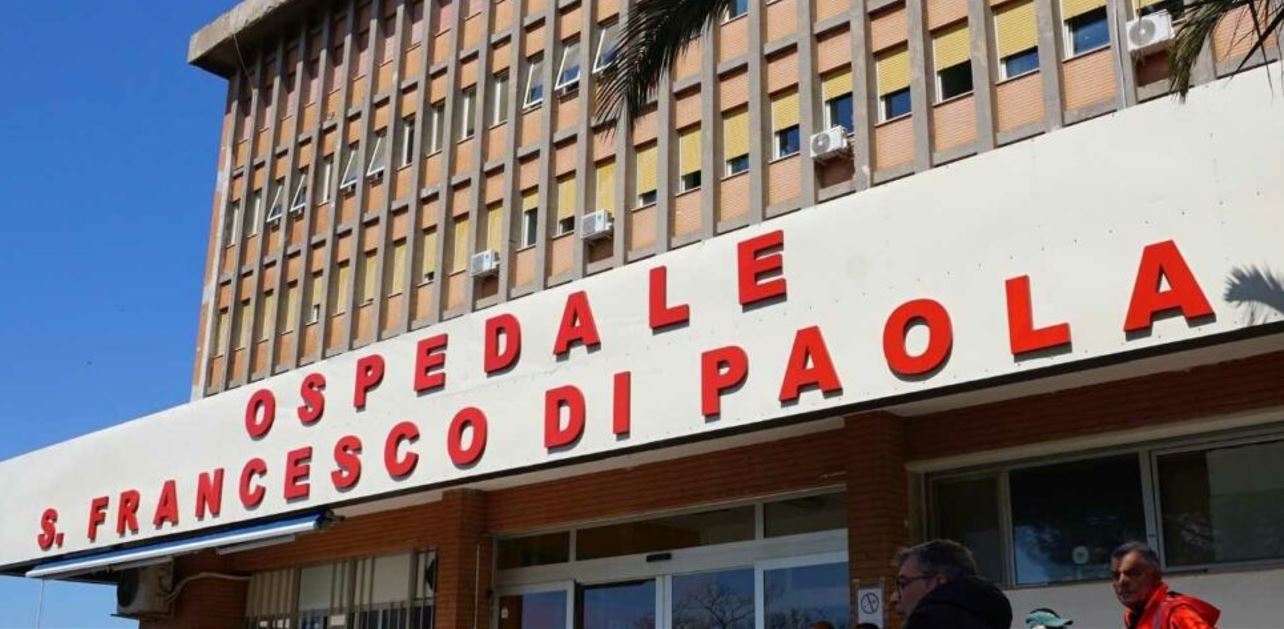 OSPEDALE
S. FRANCESCO DI PAOLA